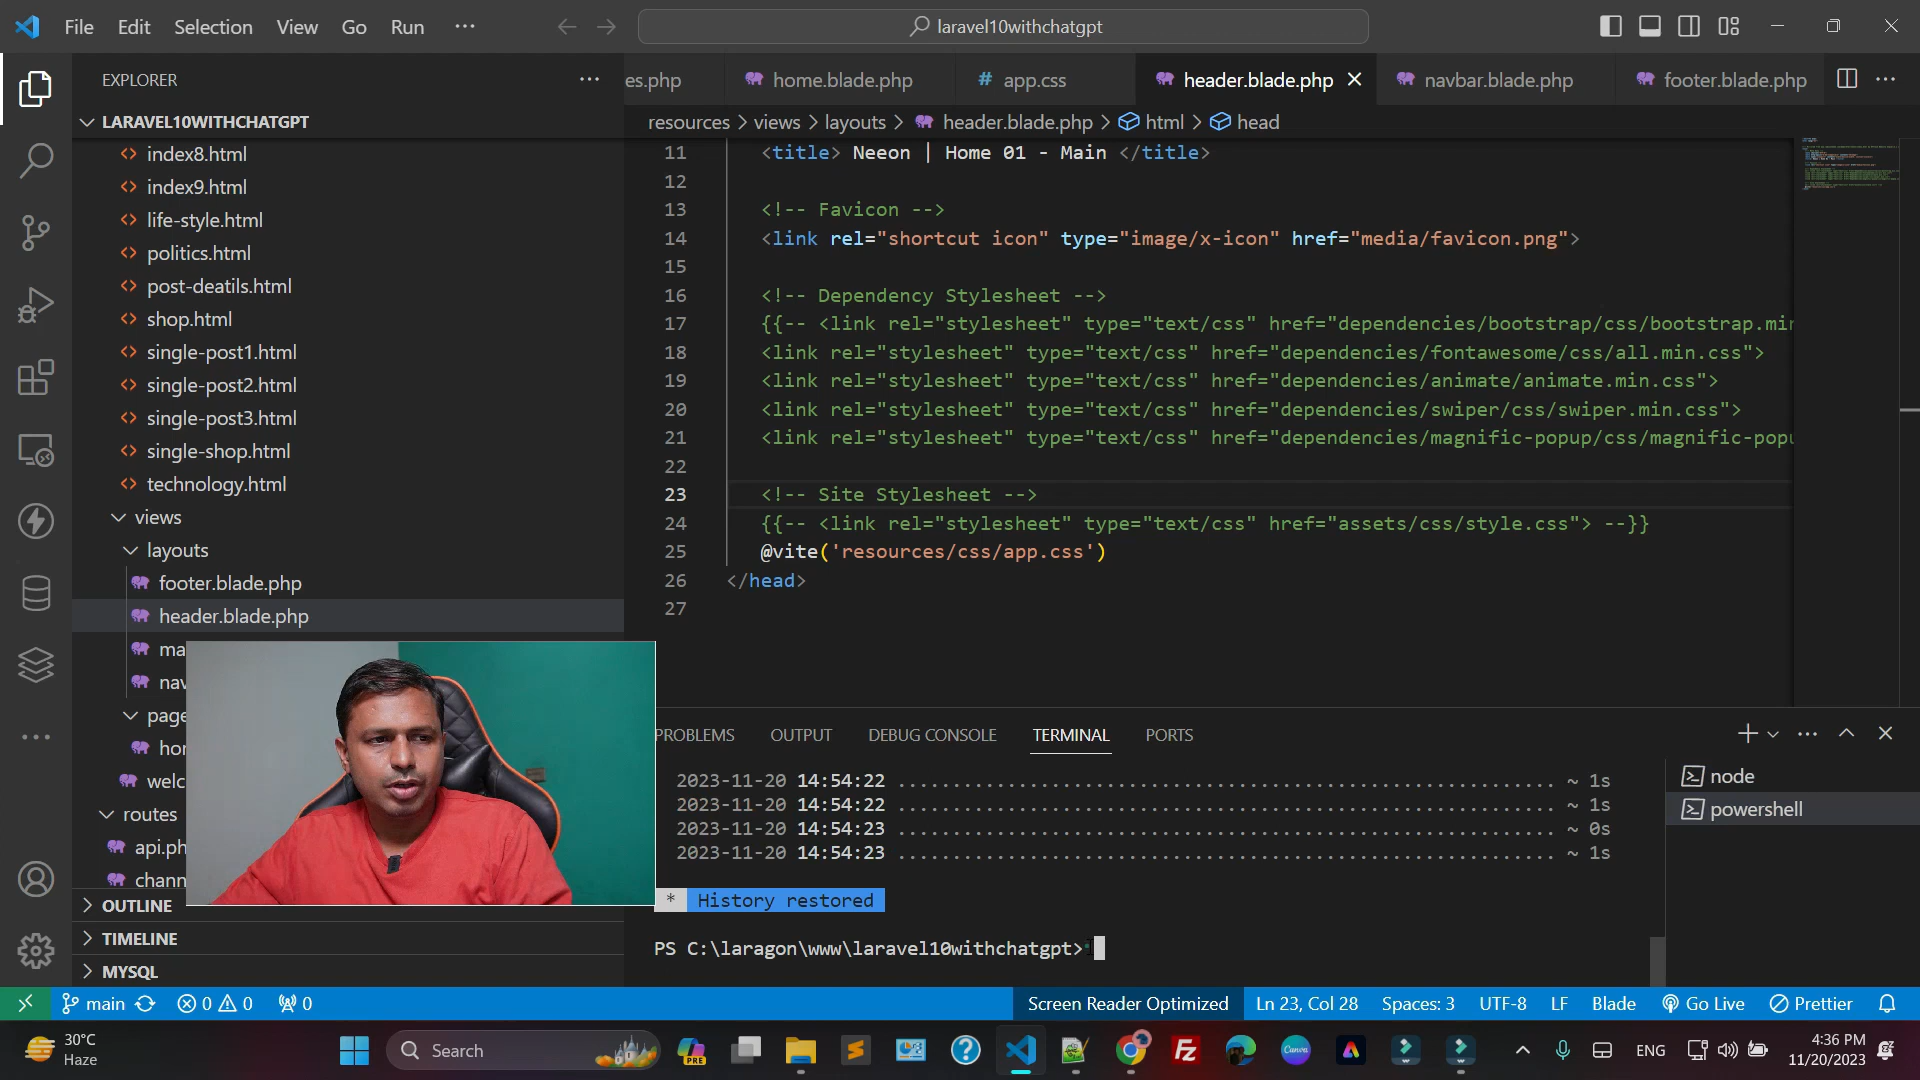 File Edit Selection View Go Run ··· laravel10withchatgpt
EXPLORER
LARAVEL10WITHCHATGPT
index8.html
index9.html
life-style.html
politics.html
post-deatils.html
shop.html
single-post1.html
single-post2.html
single-post3.html
single-shop.html
technology.html
views
layouts
footer.blade.php
header.blade.php
ma
nav
page
hor
welc
routes
api.ph
chann
OUTLINE
TIMELINE
MYSQL
es.php home.blade.php # app.css header.blade.php navbar.blade.php footer.blade.php
resources > views > layouts > header.blade.php > html > head
11 <title> Neeon | Home 01 - Main </title>
12
13 <!-- Favicon -->
14 <link rel="shortcut icon" type="image/x-icon" href="media/favicon.png">
15
16 <!-- Dependency Stylesheet -->
17 {{-- <link rel="stylesheet" type="text/css" href="dependencies/bootstrap/css/bootstrap.min
18 <link rel="stylesheet" type="text/css" href="dependencies/fontawesome/css/all.min.css">
19 <link rel="stylesheet" type="text/css" href="dependencies/animate/animate.min.css">
20 <link rel="stylesheet" type="text/css" href="dependencies/swiper/css/swiper.min.css">
21 <link rel="stylesheet" type="text/css" href="dependencies/magnific-popup/css/magnific-popu
22
23 <!-- Site Stylesheet -->
24 {{-- <link rel="stylesheet" type="text/css" href="assets/css/style.css"> --}}
25 @vite('resources/css/app.css')
26 </head>
27
PROBLEMS OUTPUT DEBUG CONSOLE TERMINAL PORTS
2023-11-20 14:54:22 ........................................................ ~ 1s
2023-11-20 14:54:22 ........................................................ ~ 1s
2023-11-20 14:54:23 ........................................................ ~ 0s
2023-11-20 14:54:23 ........................................................ ~ 1s
* History restored
PS C:\laragon\www\laravel10withchatgpt>
node
powershell
main 0 0 0 Screen Reader Optimized Ln 23, Col 28 Spaces: 3 UTF-8 LF Blade Go Live Prettier
30°C
Haze
Search
PRE
Canva
ENG
4:36 PM
11/20/2023